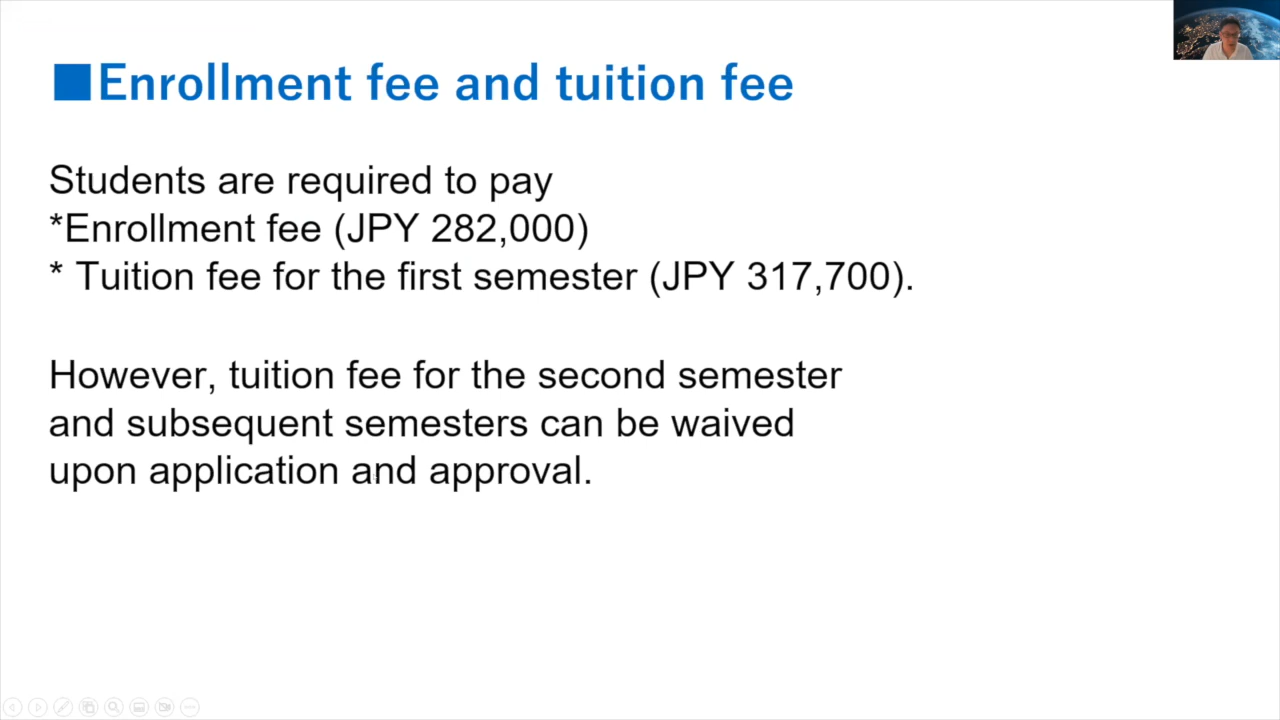 ■Enrollment fee and tuition fee
Students are required to pay
*Enrollment fee (JPY 282,000)
* Tuition fee for the first semester (JPY 317,700).
However, tuition fee for the second semester
and subsequent semesters can be waived
upon application and approval.